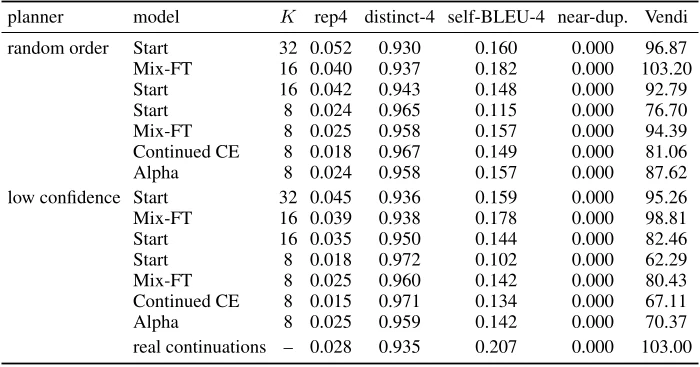 planner model K rep4 distinct-4 self-BLEU-4 near-dup. Vendi
random order Start 32 0.052 0.930 0.160 0.000 96.87
Mix-FT 16 0.040 0.937 0.182 0.000 103.20
Start 16 0.042 0.943 0.148 0.000 92.79
Start 8 0.024 0.965 0.115 0.000 76.70
Mix-FT 8 0.025 0.958 0.157 0.000 94.39
Continued CE 8 0.018 0.967 0.149 0.000 81.06
Alpha 8 0.024 0.958 0.157 0.000 87.62
low confidence Start 32 0.045 0.936 0.159 0.000 95.26
Mix-FT 16 0.039 0.938 0.178 0.000 98.81
Start 16 0.035 0.950 0.144 0.000 82.46
Start 8 0.018 0.972 0.102 0.000 62.29
Mix-FT 8 0.025 0.960 0.142 0.000 80.43
Continued CE 8 0.015 0.971 0.134 0.000 67.11
Alpha 8 0.025 0.959 0.142 0.000 70.37
real continuations – 0.028 0.935 0.207 0.000 103.00